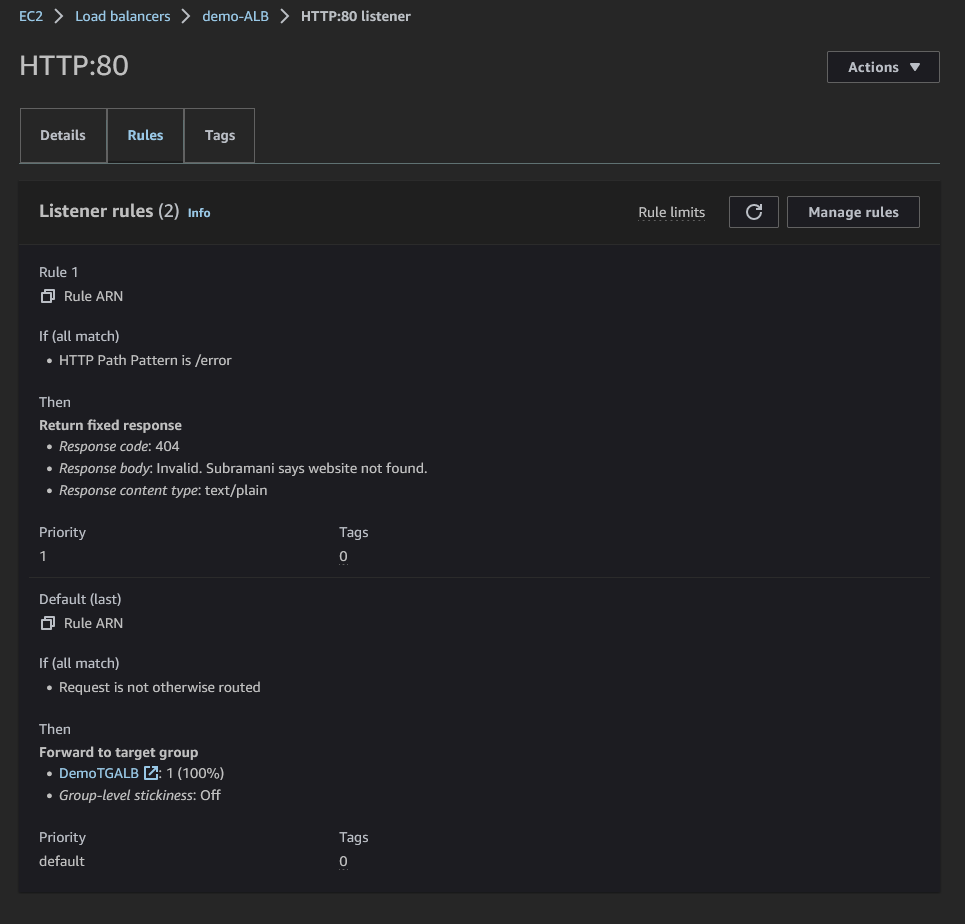 EC2 > Load balancers > demo-ALB > HTTP:80 listener
HTTP:80
Actions ▼
Details Rules Tags
Listener rules (2) Info Rule limits Manage rules
Rule 1
Rule ARN
If (all match)
• HTTP Path Pattern is /error
Then
Return fixed response
• Response code: 404
• Response body: Invalid. Subramani says website not found.
• Response content type: text/plain
Priority Tags
1 0
Default (last)
Rule ARN
If (all match)
• Request is not otherwise routed
Then
Forward to target group
• DemoTGALB : 1 (100%)
• Group-level stickiness: Off
Priority Tags
default 0